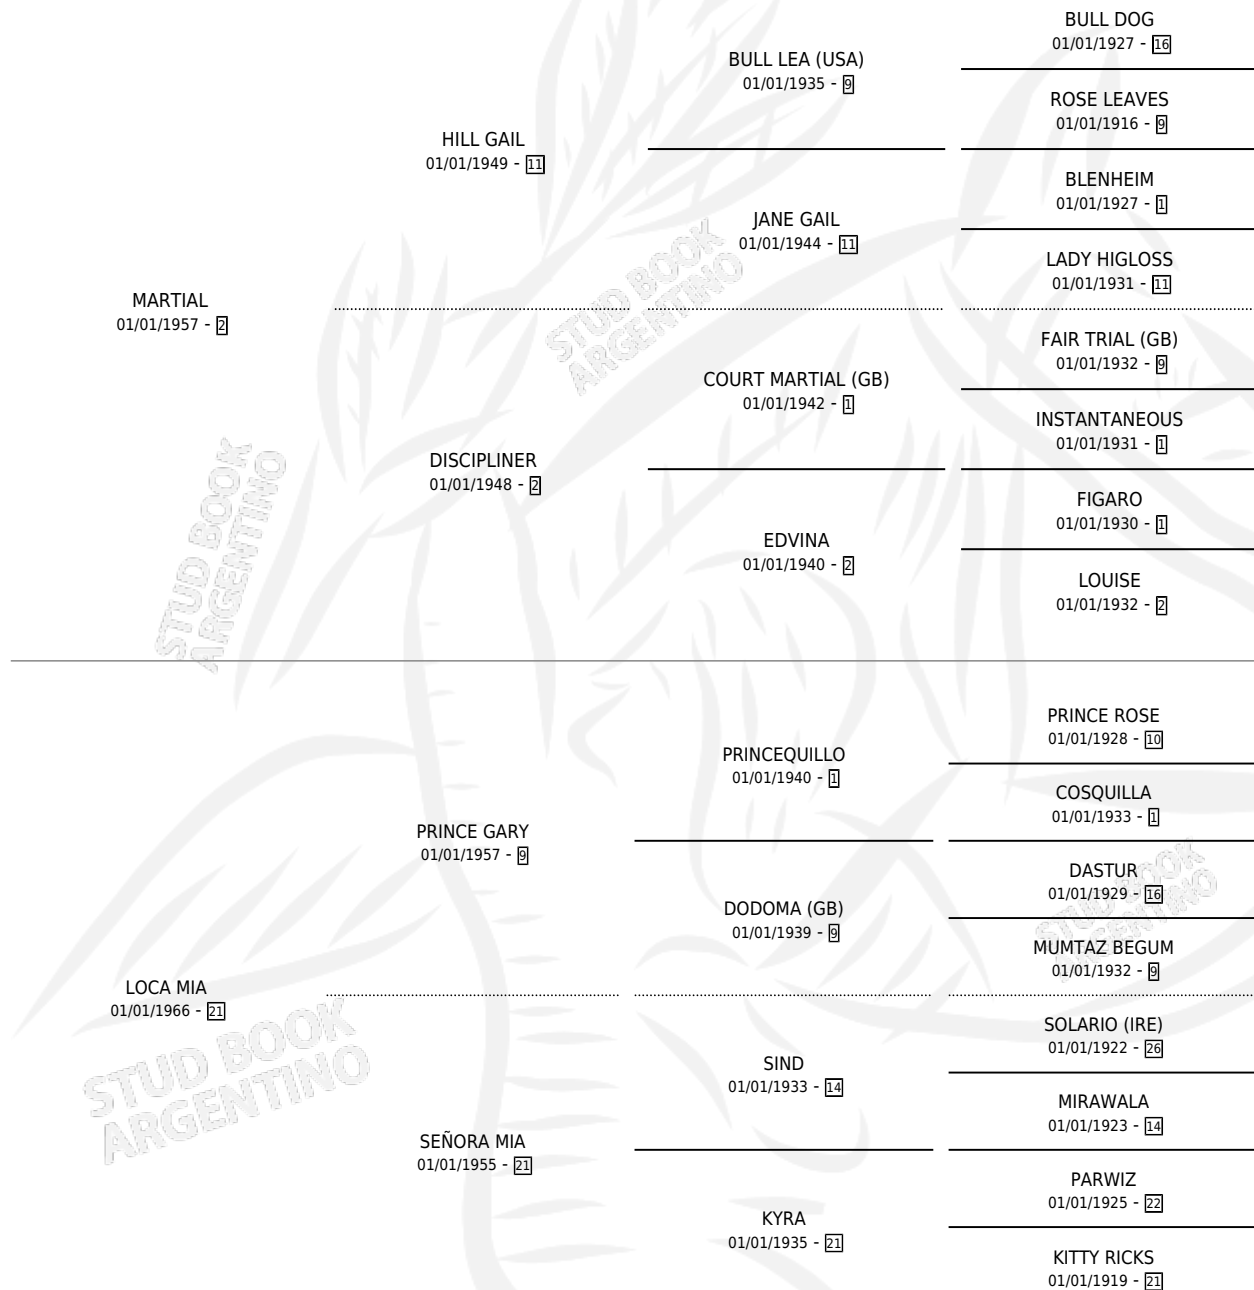 BULL DOG
01/01/1927 - 16
BULL LEA (USA)
01/01/1935 - 9
ROSE LEAVES
01/01/1916 - 9
HILL GAIL
01/01/1949 - 11
BLENHEIM
01/01/1927 - 1
JANE GAIL
01/01/1944 - 11
LADY HIGLOSS
01/01/1931 - 11
MARTIAL
01/01/1957 - 2
STUD BOOK
ARGENTINO
FAIR TRIAL (GB)
01/01/1932 - 9
COURT MARTIAL (GB)
01/01/1942 - 1
INSTANTANEOUS
01/01/1931 - 1
DISCIPLINER
01/01/1948 - 2
FIGARO
01/01/1930 - 1
EDVINA
01/01/1940 - 2
LOUISE
01/01/1932 - 2
STUD BOOK
ARGENTINO
PRINCE ROSE
01/01/1928 - 10
PRINCEQUILLO
01/01/1940 - 1
COSQUILLA
01/01/1933 - 1
PRINCE GARY
01/01/1957 - 9
DASTUR
01/01/1929 - 16
DODOMA (GB)
01/01/1939 - 9
MUMTAZ BEGUM
01/01/1932 - 9
STUD BOOK
ARGENTINO
LOCA MIA
01/01/1966 - 21
SOLARIO (IRE)
01/01/1922 - 26
SIND
01/01/1933 - 14
MIRAWALA
01/01/1923 - 14
STUD BOOK
ARGENTINO
SEÑORA MIA
01/01/1955 - 21
PARWIZ
01/01/1925 - 22
KYRA
01/01/1935 - 21
KITTY RICKS
01/01/1919 - 21